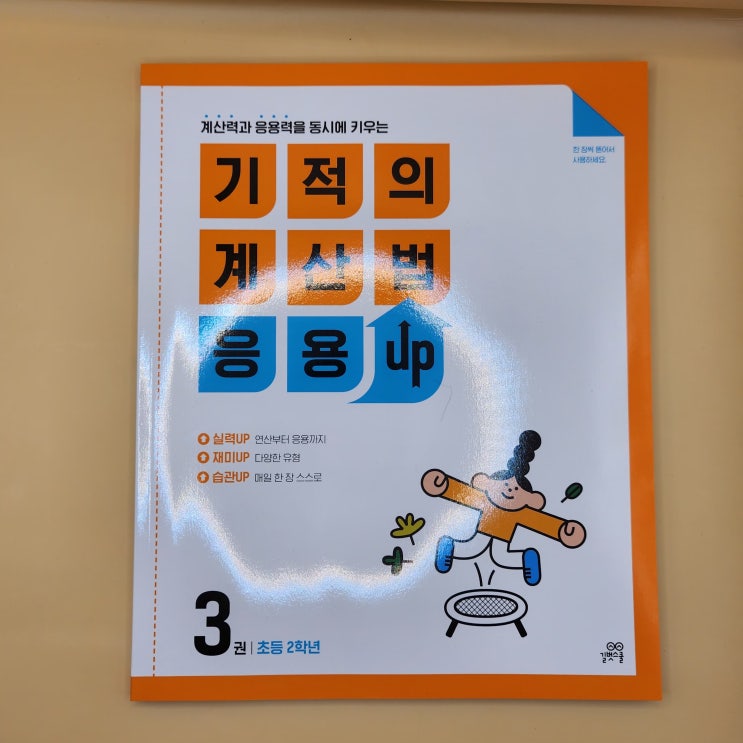 계산력과 응용력을 동시에 키우는
한 장씩 뜯어서
사용하세요.
기적의
계산법
응용up
실력UP 연산부터 응용까지
재미UP 다양한 유형
습관UP 매일 한 장 스스로
3권 | 초등 2학년
길벗스쿨